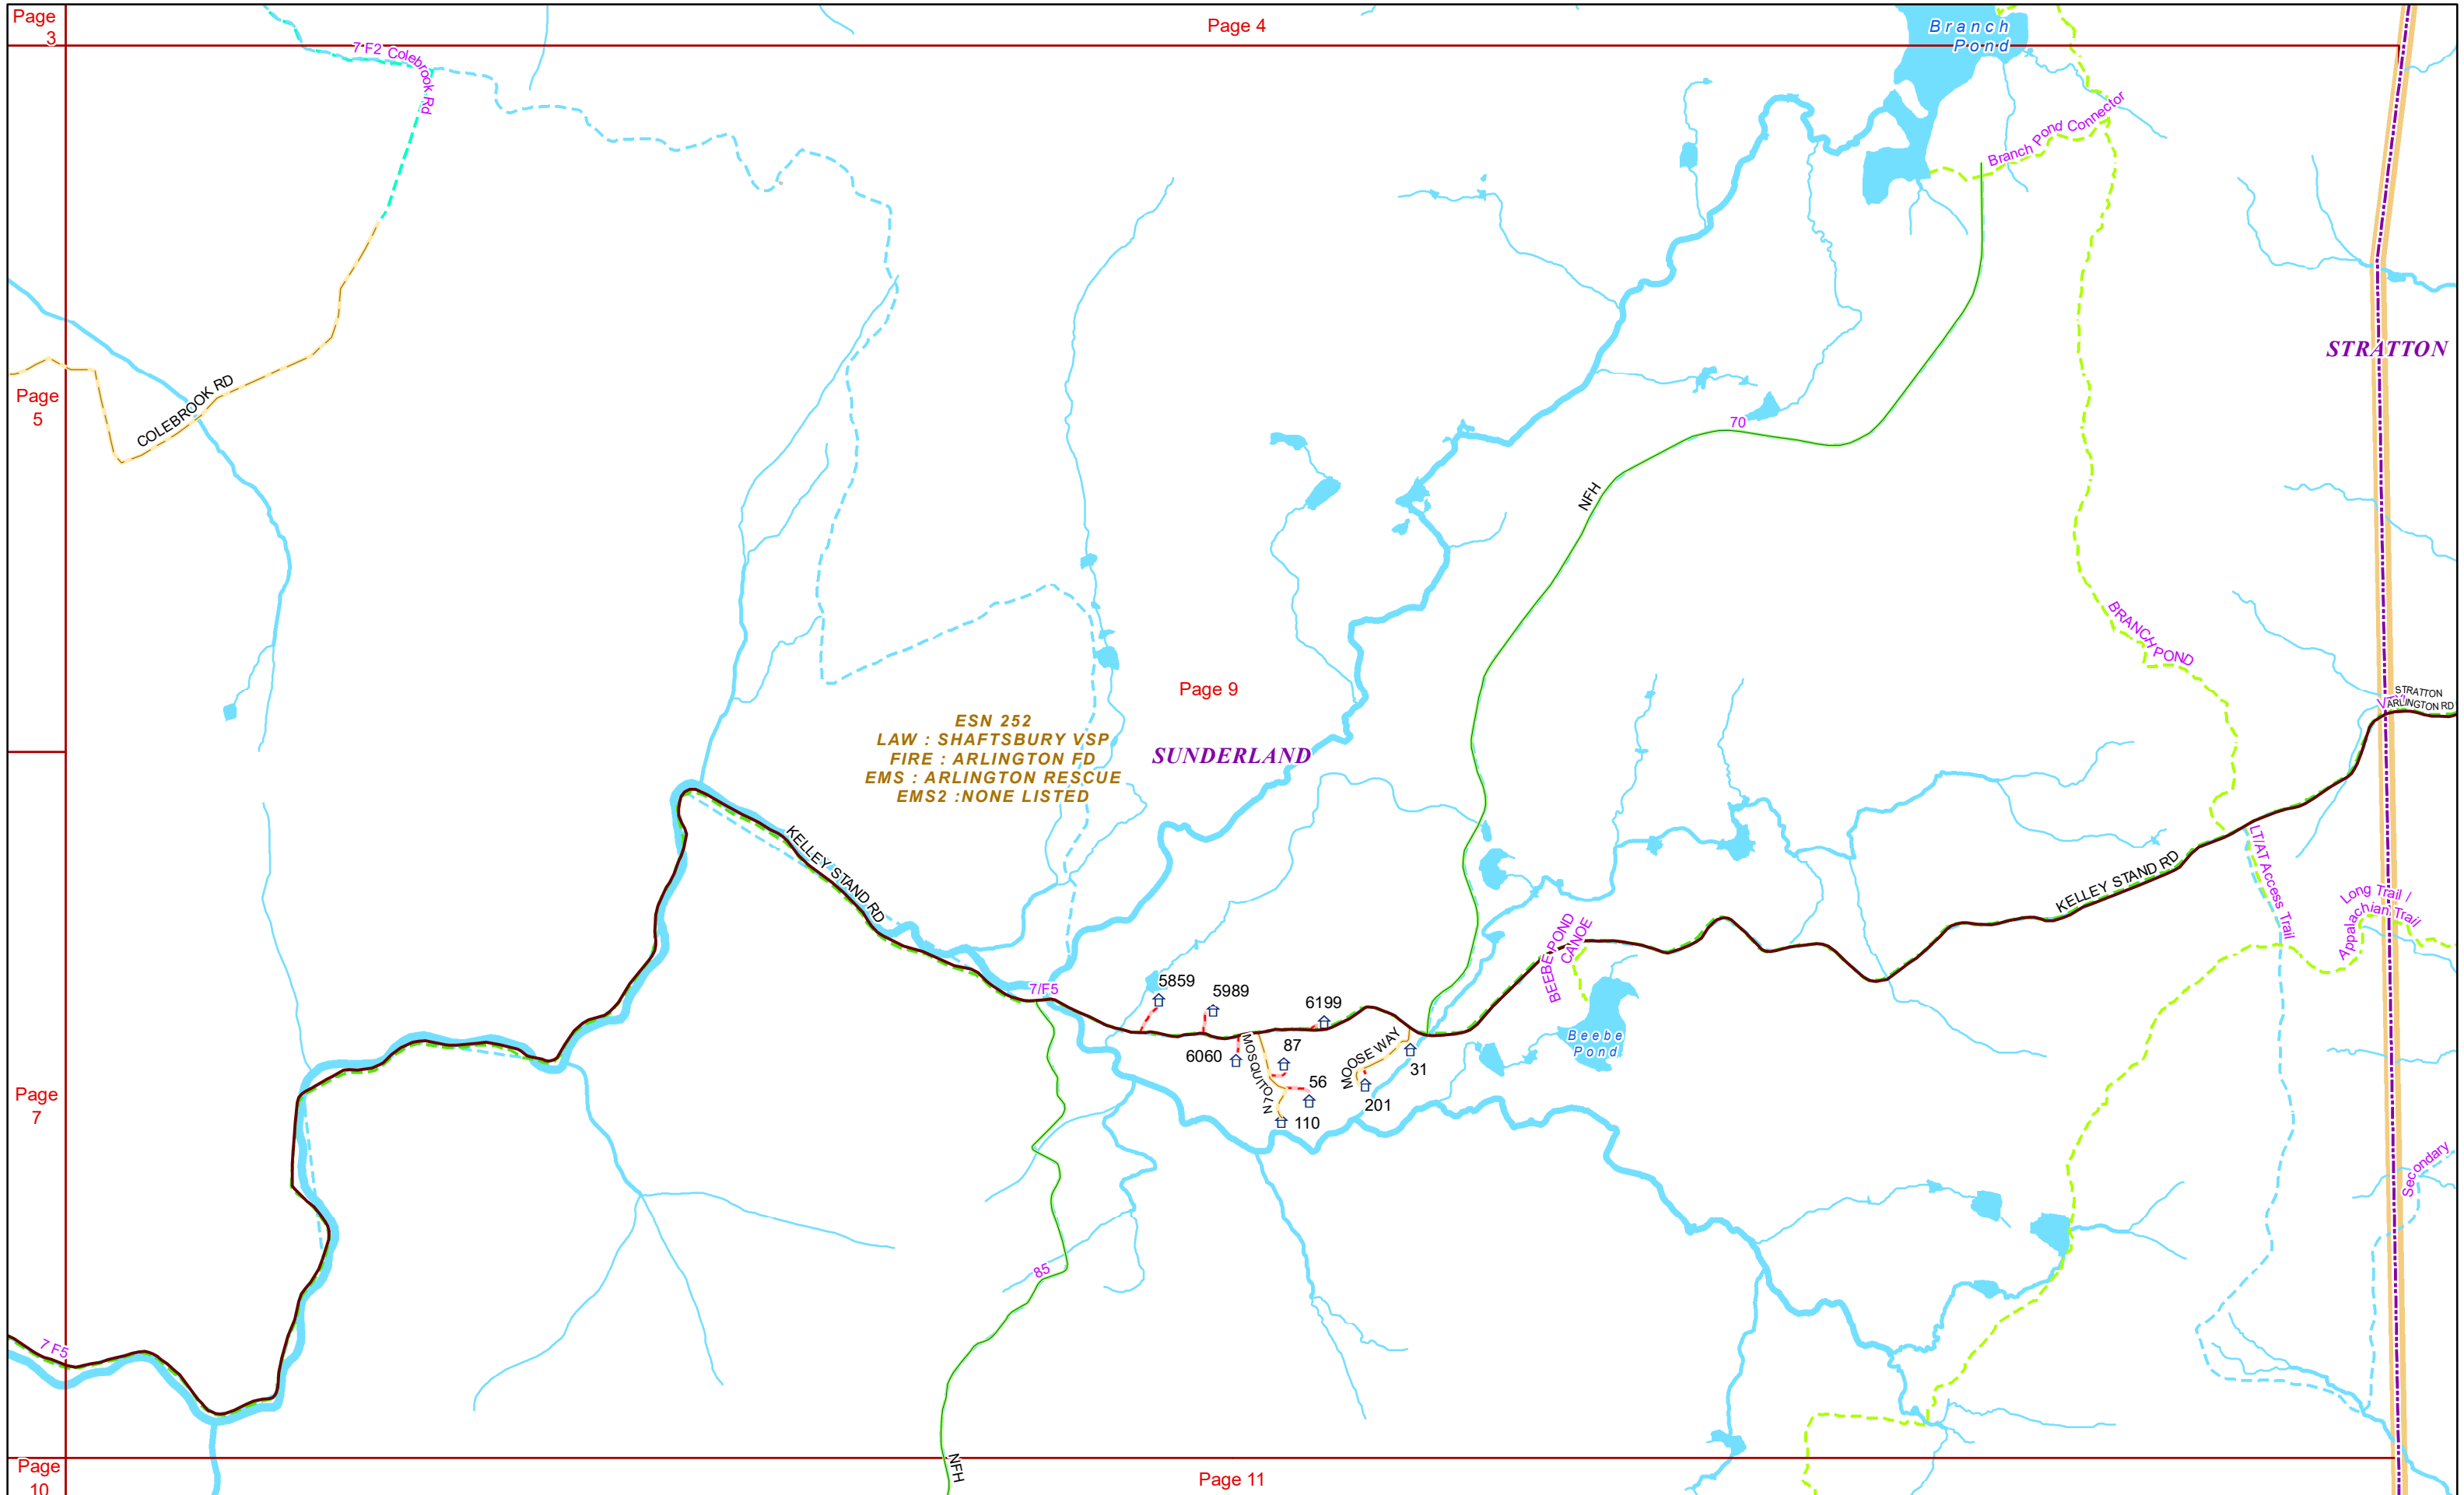 Page
3
Page 4
Branch
Pond
7 F2 Colebrook Rd
Branch Pond Connector
STRATTON
Page
5
COLEBROOK RD
70
NFH
BRANCH POND
Page 9
STRATTON
ARLINGTON RD
ESN 252
LAW : SHAFTSBURY VSP
FIRE : ARLINGTON FD
EMS : ARLINGTON RESCUE
EMS2 :NONE LISTED
SUNDERLAND
KELLEY STAND RD
KELLEY STAND RD
LT/AT Access Trail
Long Trail /
Appalachian Trail
BEEBE POND
CANOE
7/F5
5859
5989
6199
6060
MOSQUITO LN
87
56
110
MOOSE WAY
31
201
Beebe
Pond
Page
7
Secondary
85
7 F5
NFH
Page
10
Page 11